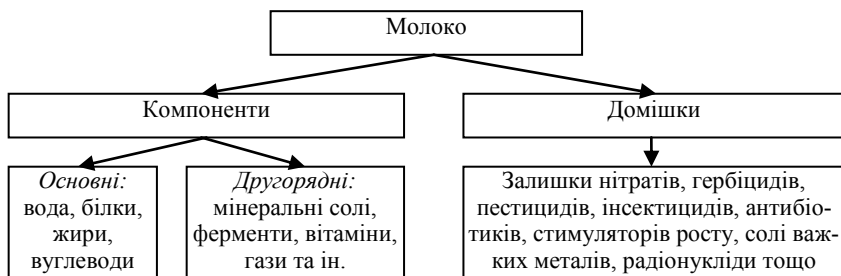 Молоко
Компоненти
Домішки
Основні:
вода, білки,
жири,
вуглеводи
Другорядні:
мінеральні солі,
ферменти, вітаміни,
гази та ін.
Залишки нітратів, гербіцидів,
пестицидів, інсектицидів, антибіо-
тиків, стимуляторів росту, солі важ-
ких металів, радіонукліди тощо